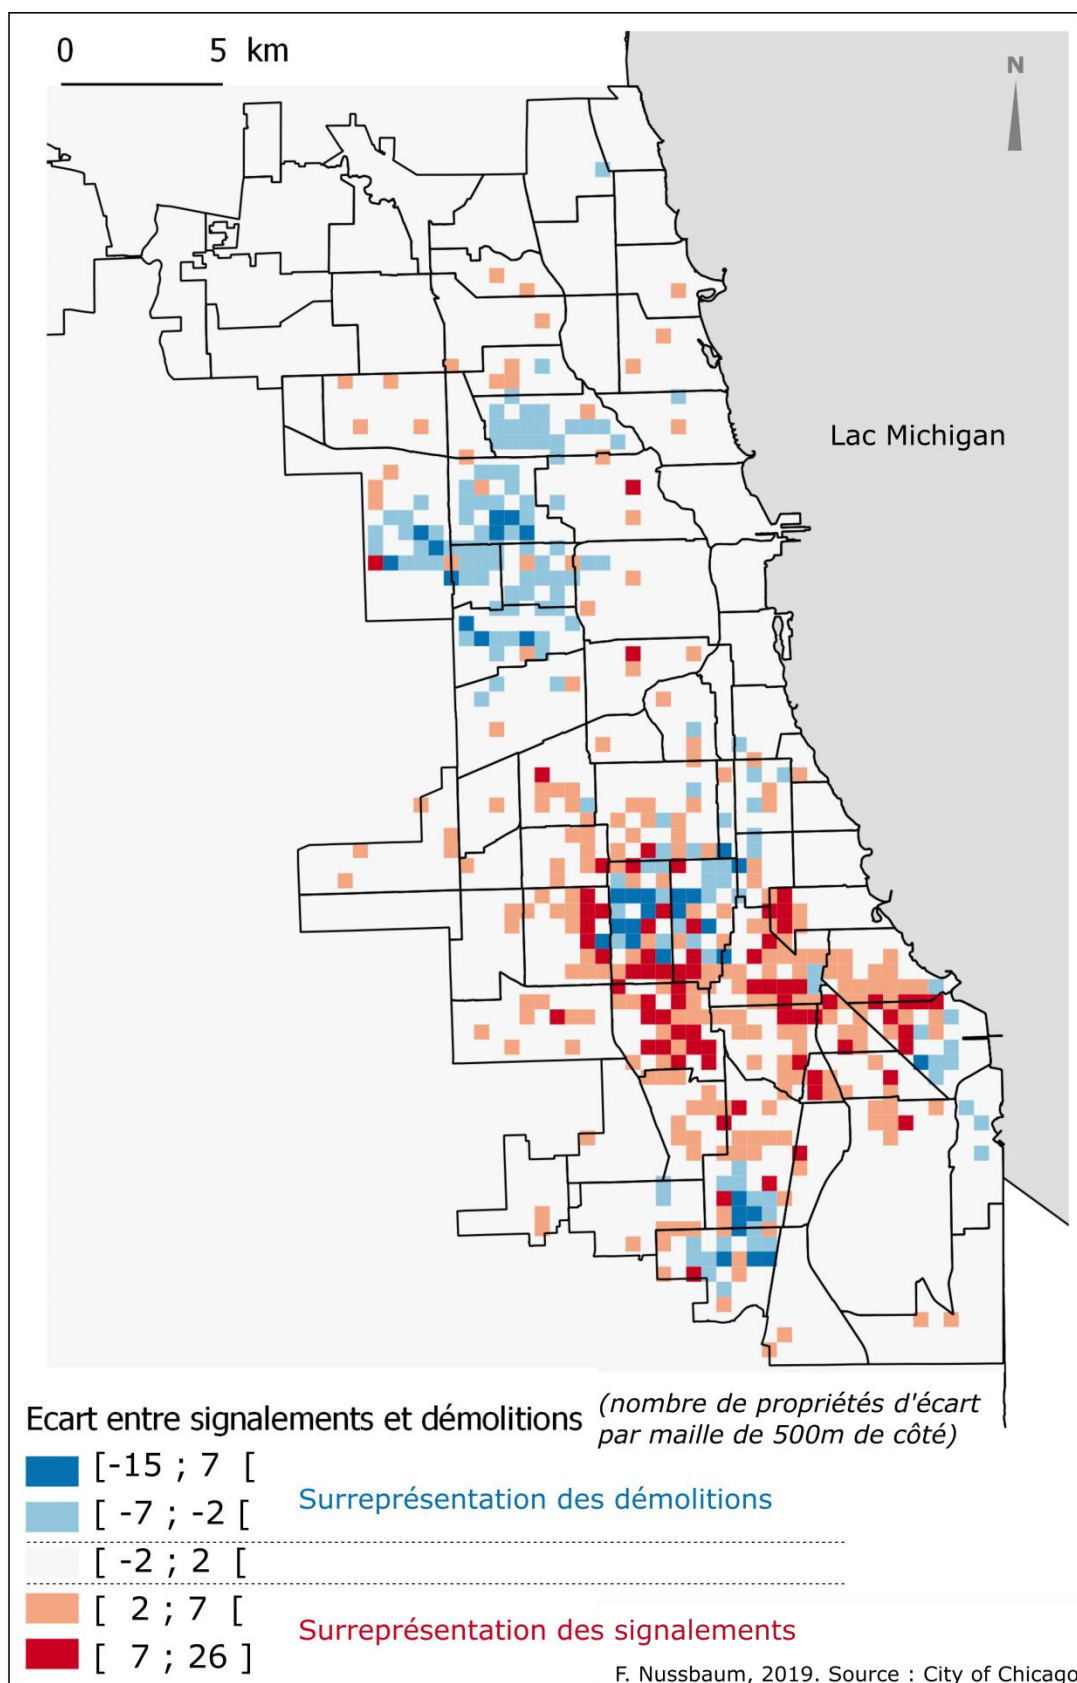 0 5 km
N
Lac Michigan
Ecart entre signalements et démolitions
(nombre de propriétés d'écart
par maille de 500m de côté)
[-15 ; 7 [
[ -7 ; -2 [
Surreprésentation des démolitions
[ -2 ; 2 [
[ 2 ; 7 [
[ 7 ; 26 ]
Surreprésentation des signalements
F. Nussbaum, 2019. Source : City of Chicago